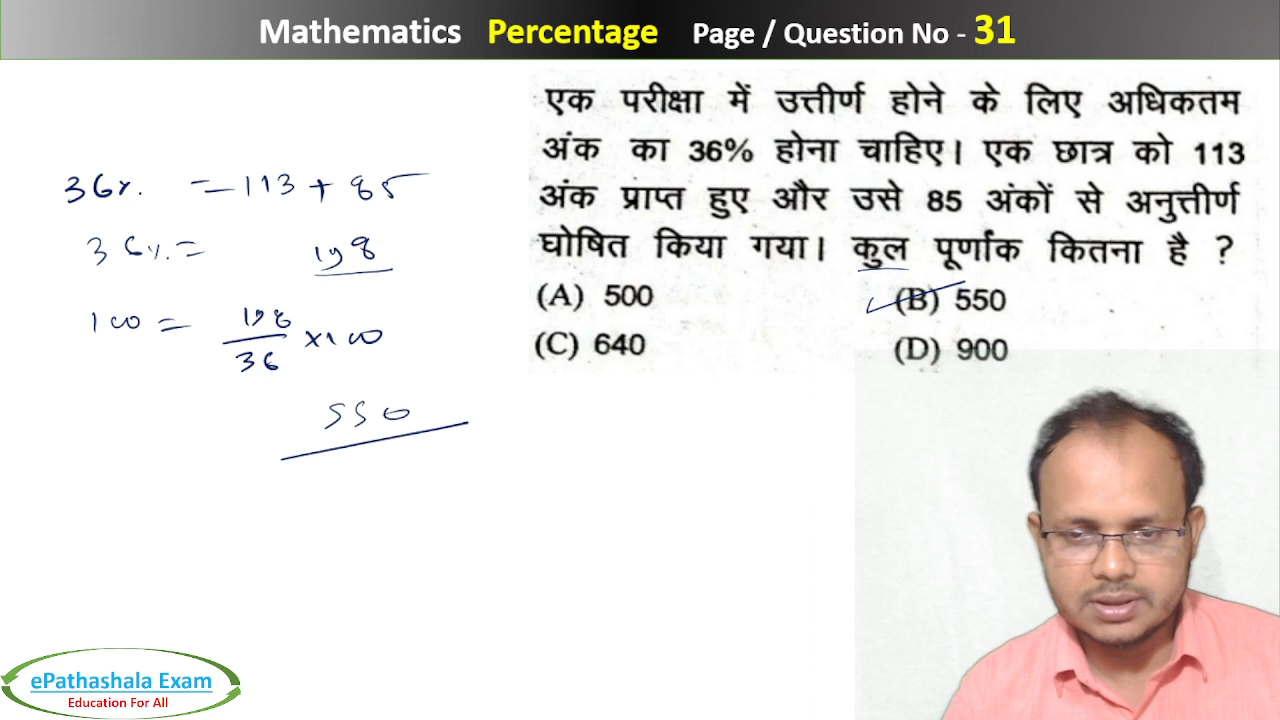 Mathematics Percentage Page / Question No - 31
एक परीक्षा में उत्तीर्ण होने के लिए अधिकतम
अंक का 36% होना चाहिए। एक छात्र को 113
अंक प्राप्त हुए और उसे 85 अंकों से अनुत्तीर्ण
घोषित किया गया। कुल पूर्णांक कितना है ?
(A) 500 (B) 550
(C) 640 (D) 900
36%. = 113 + 85
36%. = 198
100 = 198/36 × 100
550
ePathashala Exam
Education For All